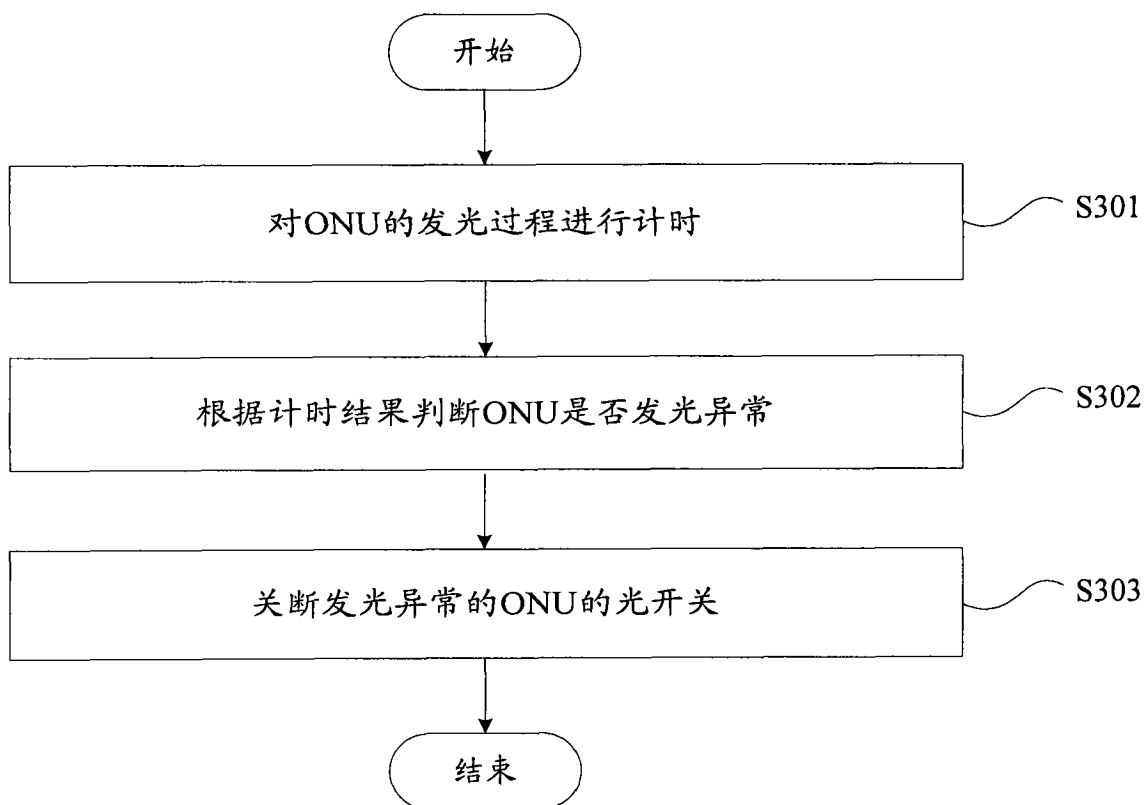 开始
对ONU的发光过程进行计时
S301
根据计时结果判断ONU是否发光异常
S302
关断发光异常的ONU的光开关
S303
结束